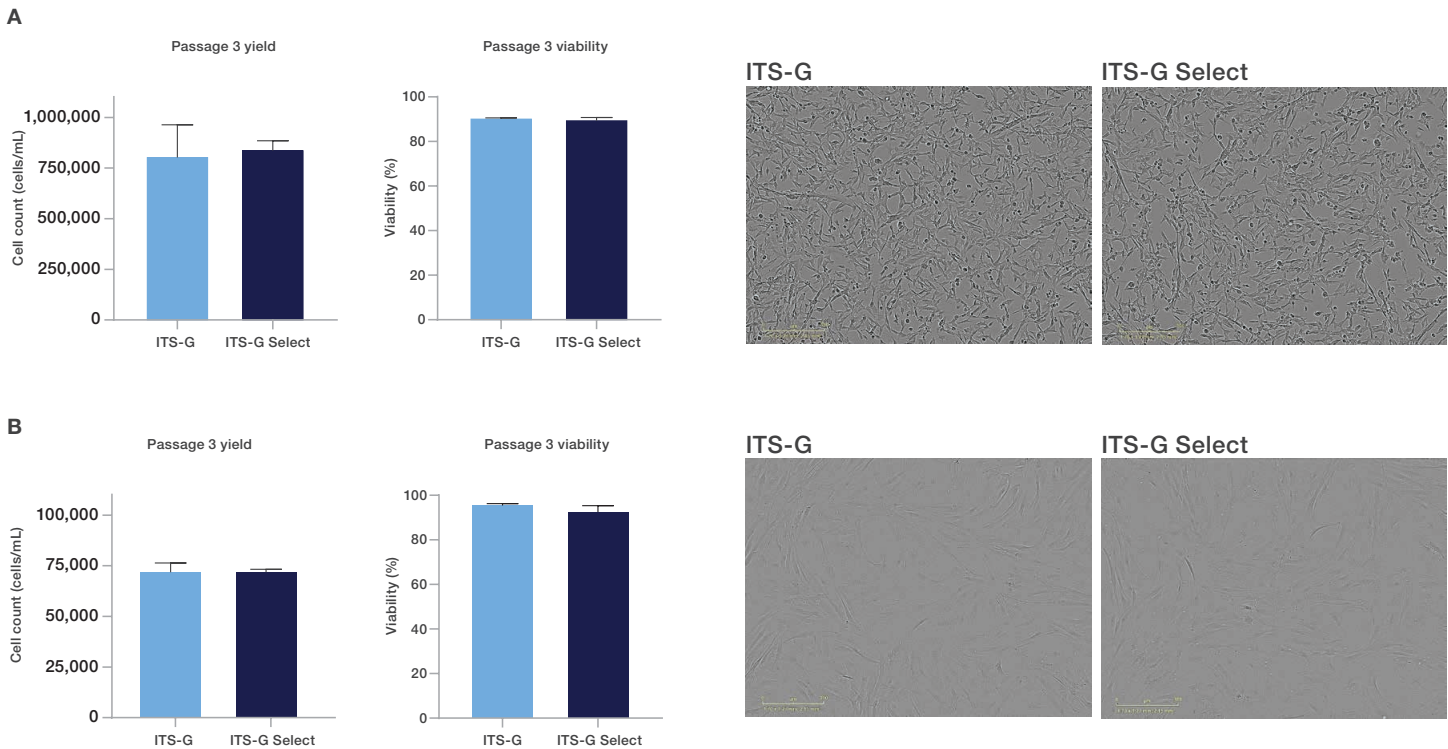 A
Passage 3 yield
Cell count (cells/mL)
1,000,000
750,000
500,000
250,000
0
ITS-G
ITS-G Select
Passage 3 viability
Viability (%)
100
80
60
40
20
0
ITS-G
ITS-G Select
ITS-G
ITS-G Select
B
Passage 3 yield
Cell count (cells/mL)
100,000
75,000
50,000
25,000
0
ITS-G
ITS-G Select
Passage 3 viability
Viability (%)
100
80
60
40
20
0
ITS-G
ITS-G Select
ITS-G
ITS-G Select